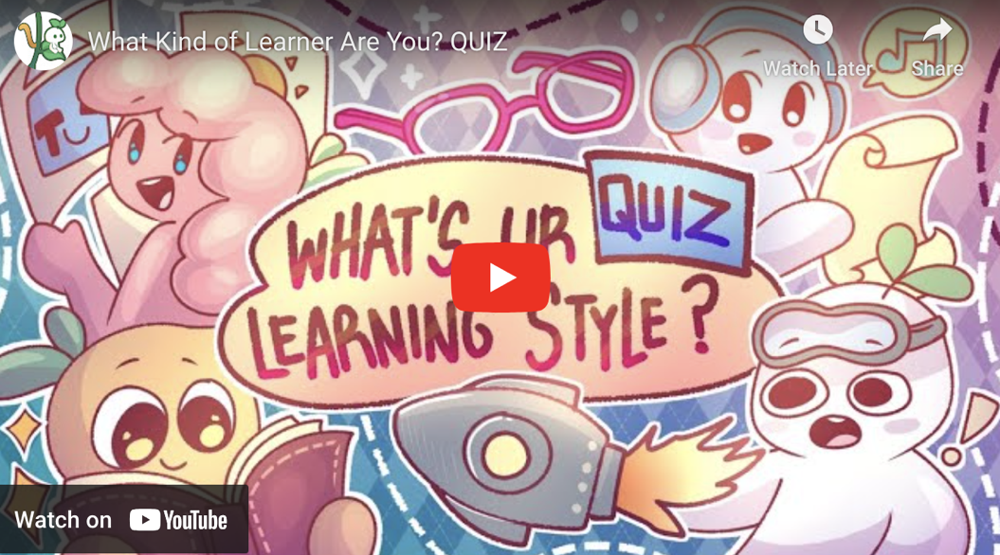 What Kind of Learner Are You? QUIZ
Watch Later
Share
WHAT'S UR
QUIZ
LEARNING STYLE?
Watch on YouTube